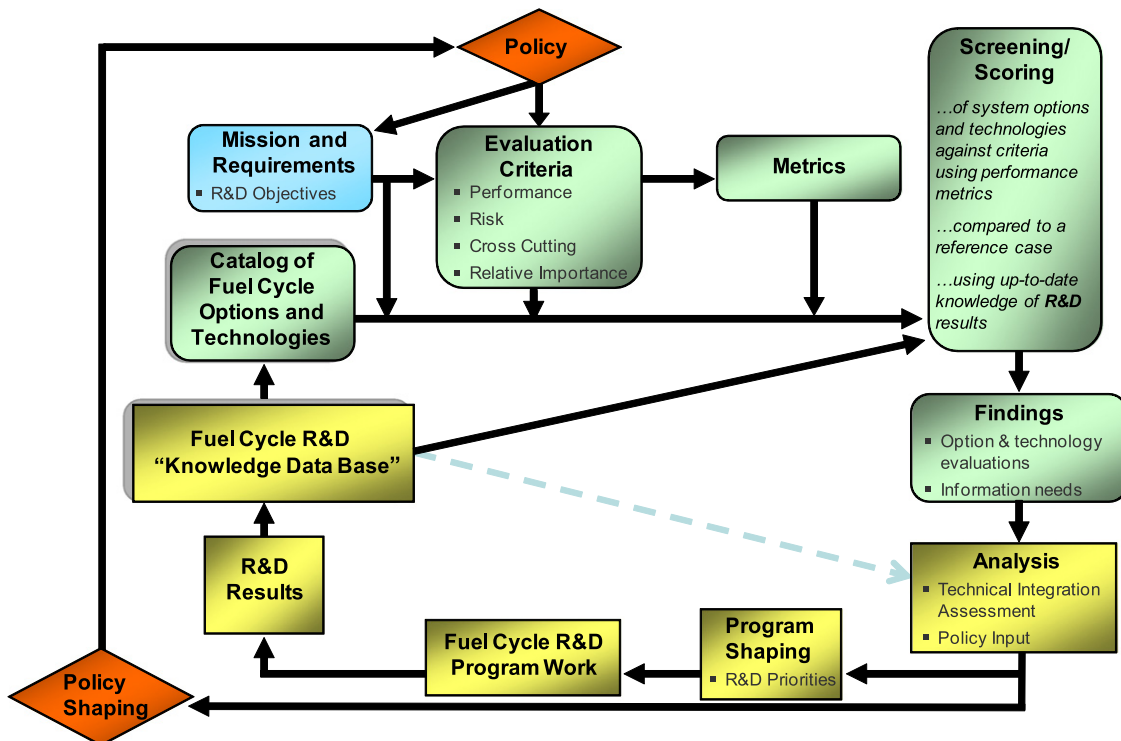 Policy
Screening/
Scoring
…of system options
and technologies
against criteria
using performance
metrics
…compared to a
reference case
…using up-to-date
knowledge of R&D
results
Mission and
Requirements
▪ R&D Objectives
Evaluation
Criteria
▪ Performance
▪ Risk
▪ Cross Cutting
▪ Relative Importance
Metrics
Catalog of
Fuel Cycle
Options and
Technologies
Fuel Cycle R&D
“Knowledge Data Base”
Findings
▪ Option & technology
evaluations
▪ Information needs
R&D
Results
Analysis
▪ Technical Integration
Assessment
▪ Policy Input
Fuel Cycle R&D
Program Work
Program
Shaping
▪ R&D Priorities
Policy
Shaping